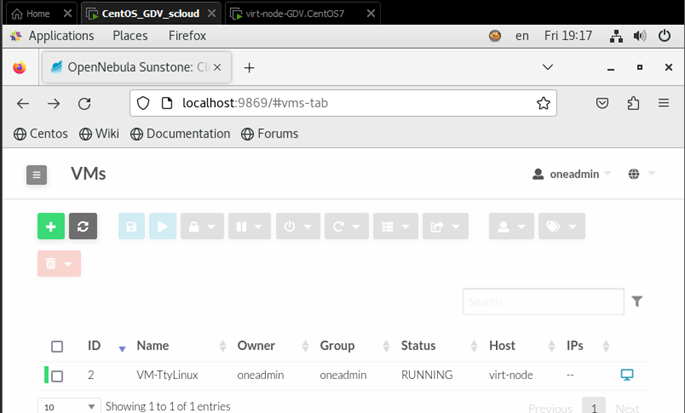 Home CentOS_GDV_scloud virt-node-GDV.CentOS7
Applications Places Firefox en Fri 19:17
OpenNebula Sunstone: Cl
localhost:9869/#vms-tab
Centos Wiki Documentation Forums
VMs oneadmin
Search
ID Name Owner Group Status Host IPs
2 VM-TtyLinux oneadmin oneadmin RUNNING virt-node --
10 Showing 1 to 1 of 1 entries Previous 1 Next